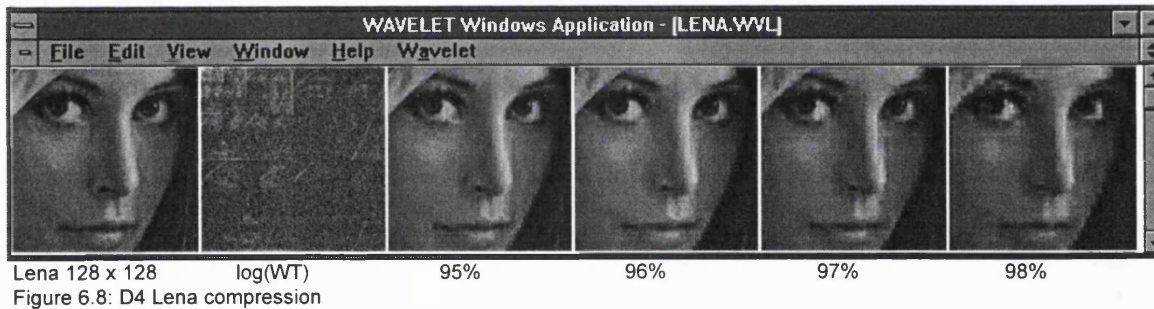 WAVELET Windows Application - [LENA.WVL]
File Edit View Window Help Wavelet
Lena 128 x 128 log(WT) 95% 96% 97% 98%
Figure 6.8: D4 Lena compression